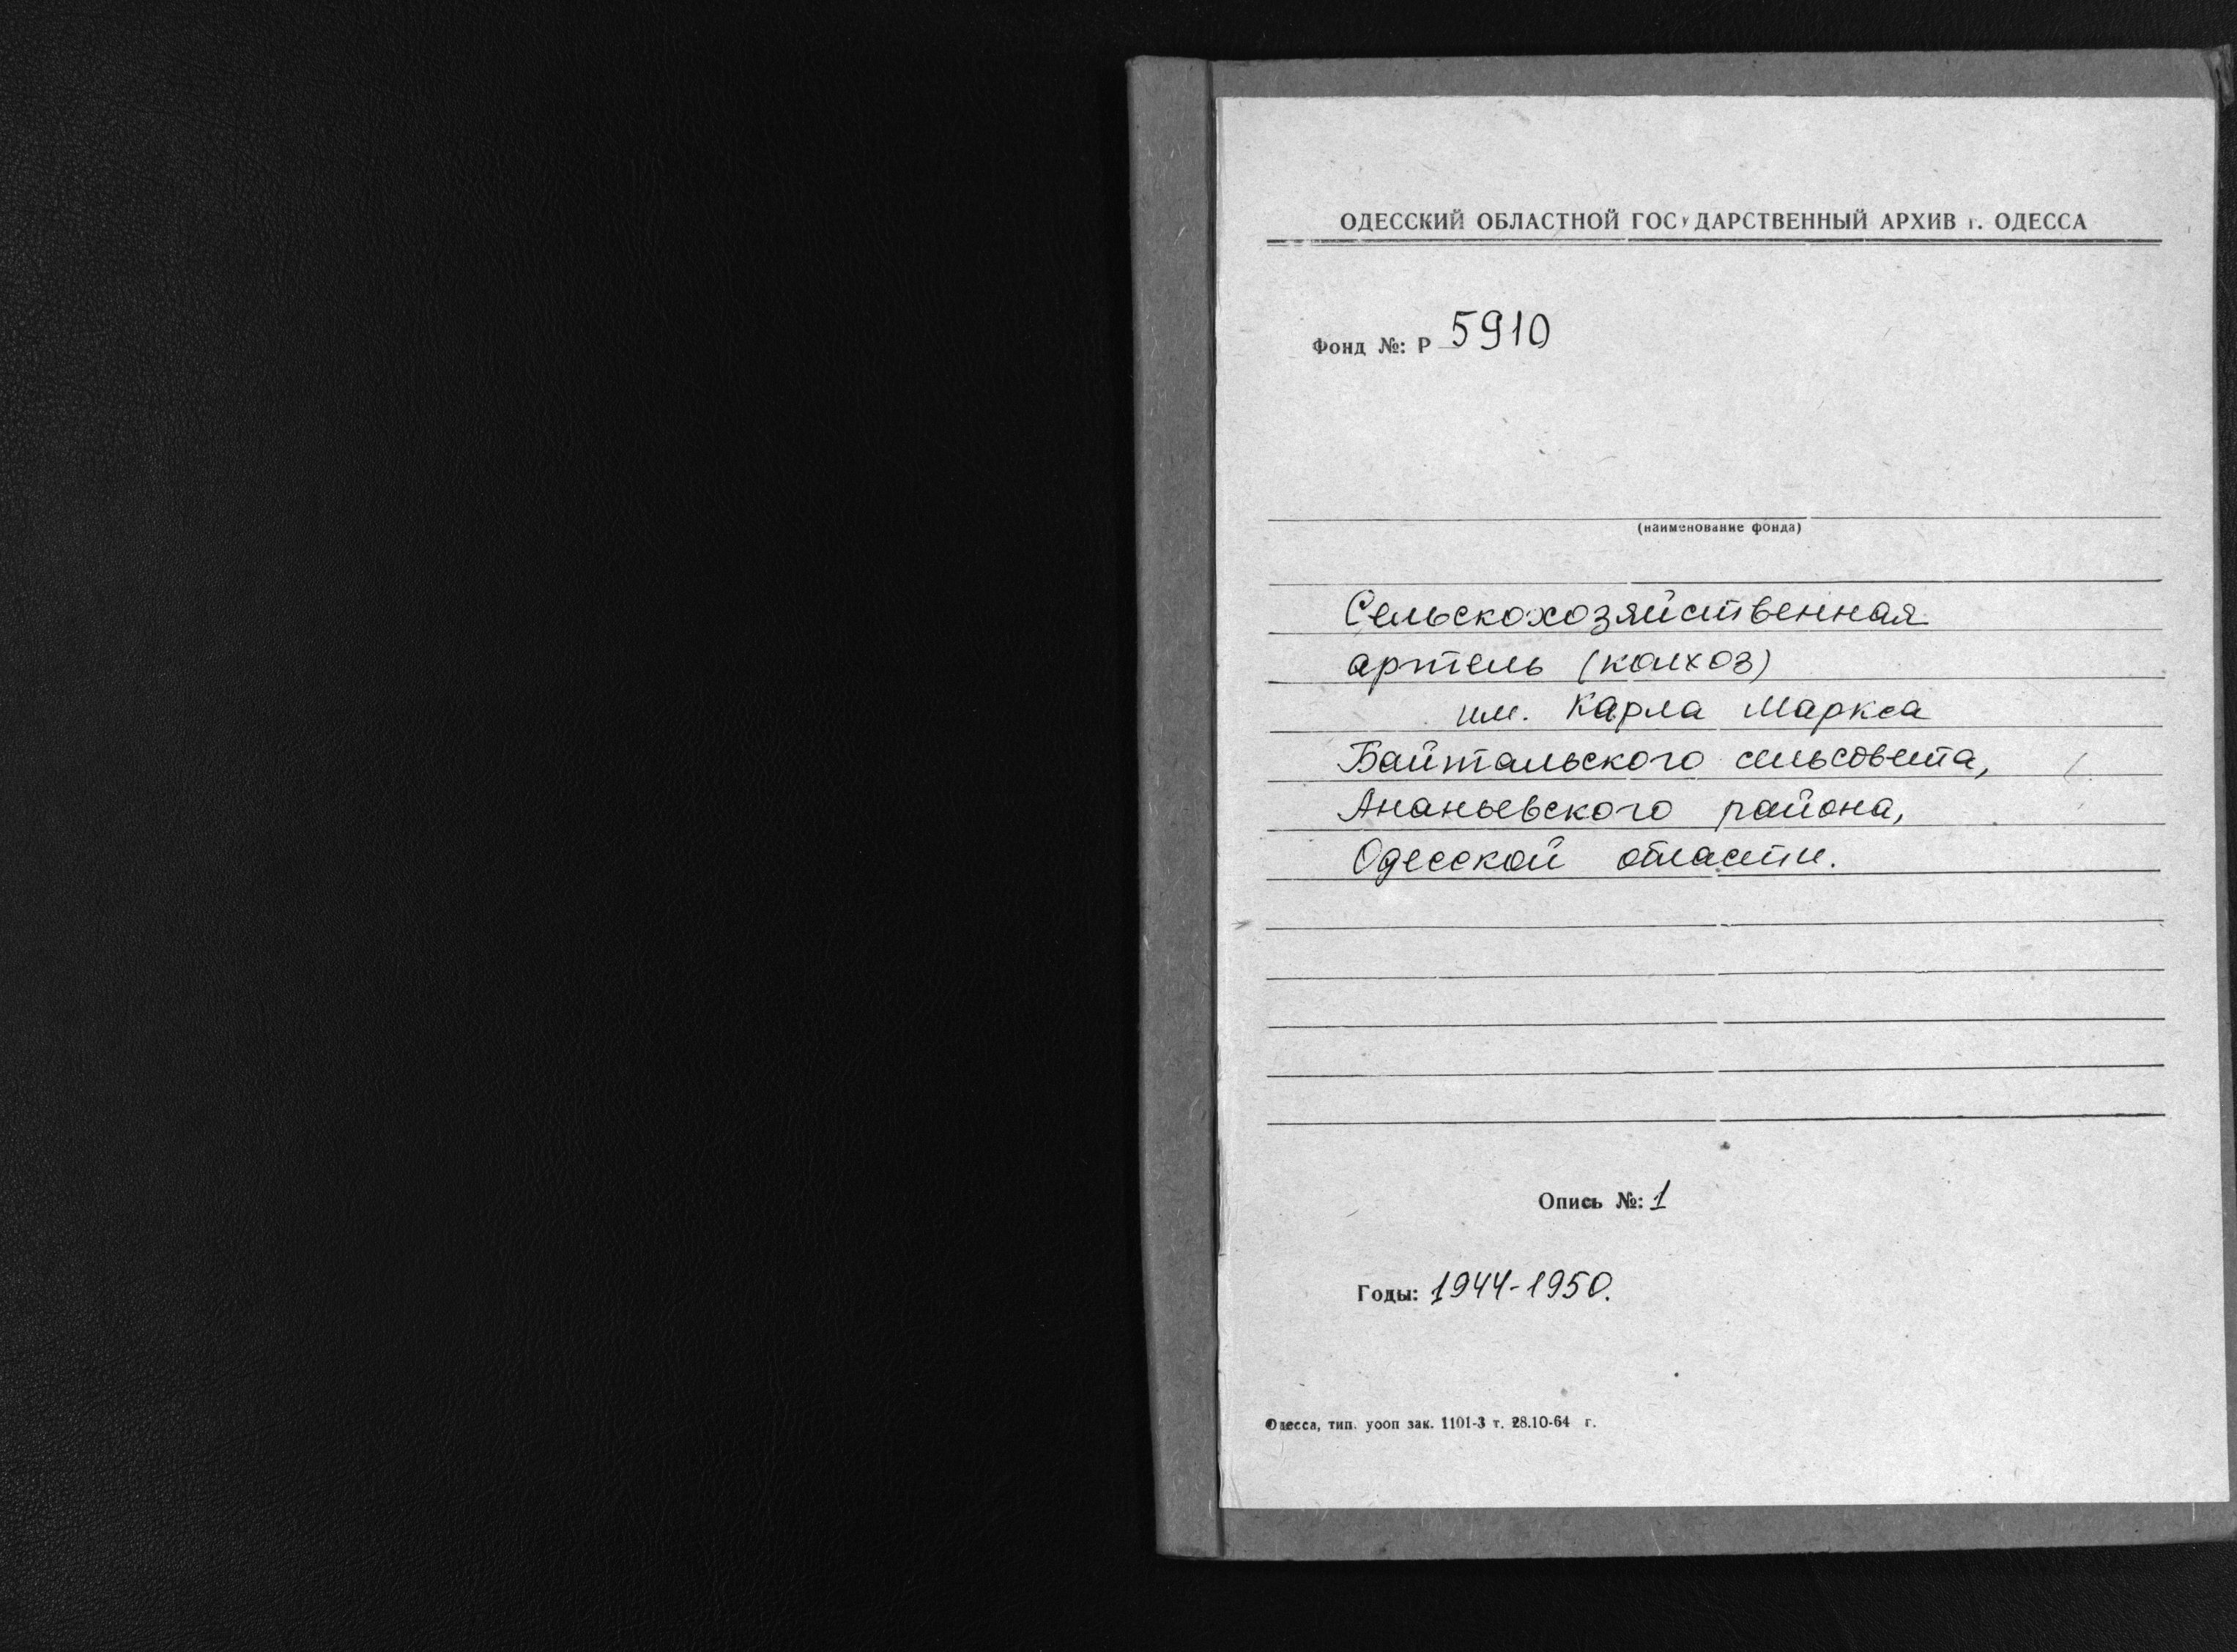 ОДЕССКИЙ ОБЛАСТНОЙ ГОСУДАРСТВЕННЫЙ АРХИВ г. ОДЕССА
Фонд №: Р 5910
(наименование фонда)
Сельскохозяйственная
артель (колхоз)
им. Карла Маркса
Байтальского сельсовета,
Ананьевского района,
Одесской области.
Опись №: 1
Годы: 1944-1950.
Одесса, тип. уооп зак. 1101-3 т. 28.10-64 г.